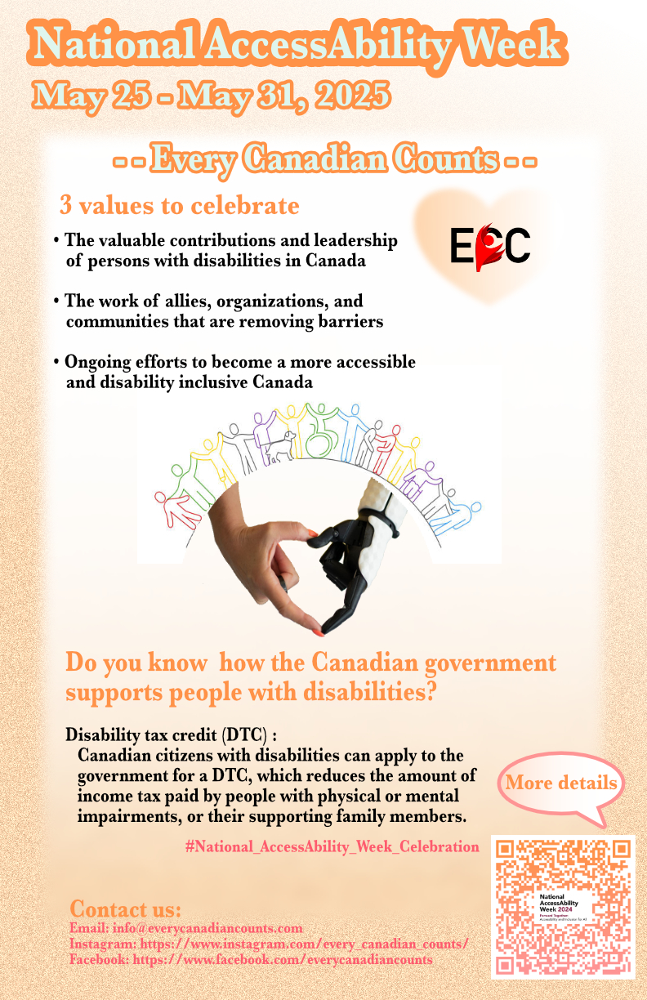 National AccessAbility Week
May 25 - May 31, 2025
- - Every Canadian Counts - -
3 values to celebrate
• The valuable contributions and leadership
of persons with disabilities in Canada
ECC
• The work of allies, organizations, and
communities that are removing barriers
• Ongoing efforts to become a more accessible
and disability inclusive Canada
Do you know how the Canadian government
supports people with disabilities?
Disability tax credit (DTC) :
Canadian citizens with disabilities can apply to the
government for a DTC, which reduces the amount of
income tax paid by people with physical or mental
impairments, or their supporting family members.
More details
#National_AccessAbility_Week_Celebration
National
AccessAbility
Week 2024
Forward Together:
Accessibility and Inclusion for All
Contact us:
Email: info@everycanadiancounts.com
Instagram: https://www.instagram.com/every_canadian_counts/
Facebook: https://www.facebook.com/everycanadiancounts